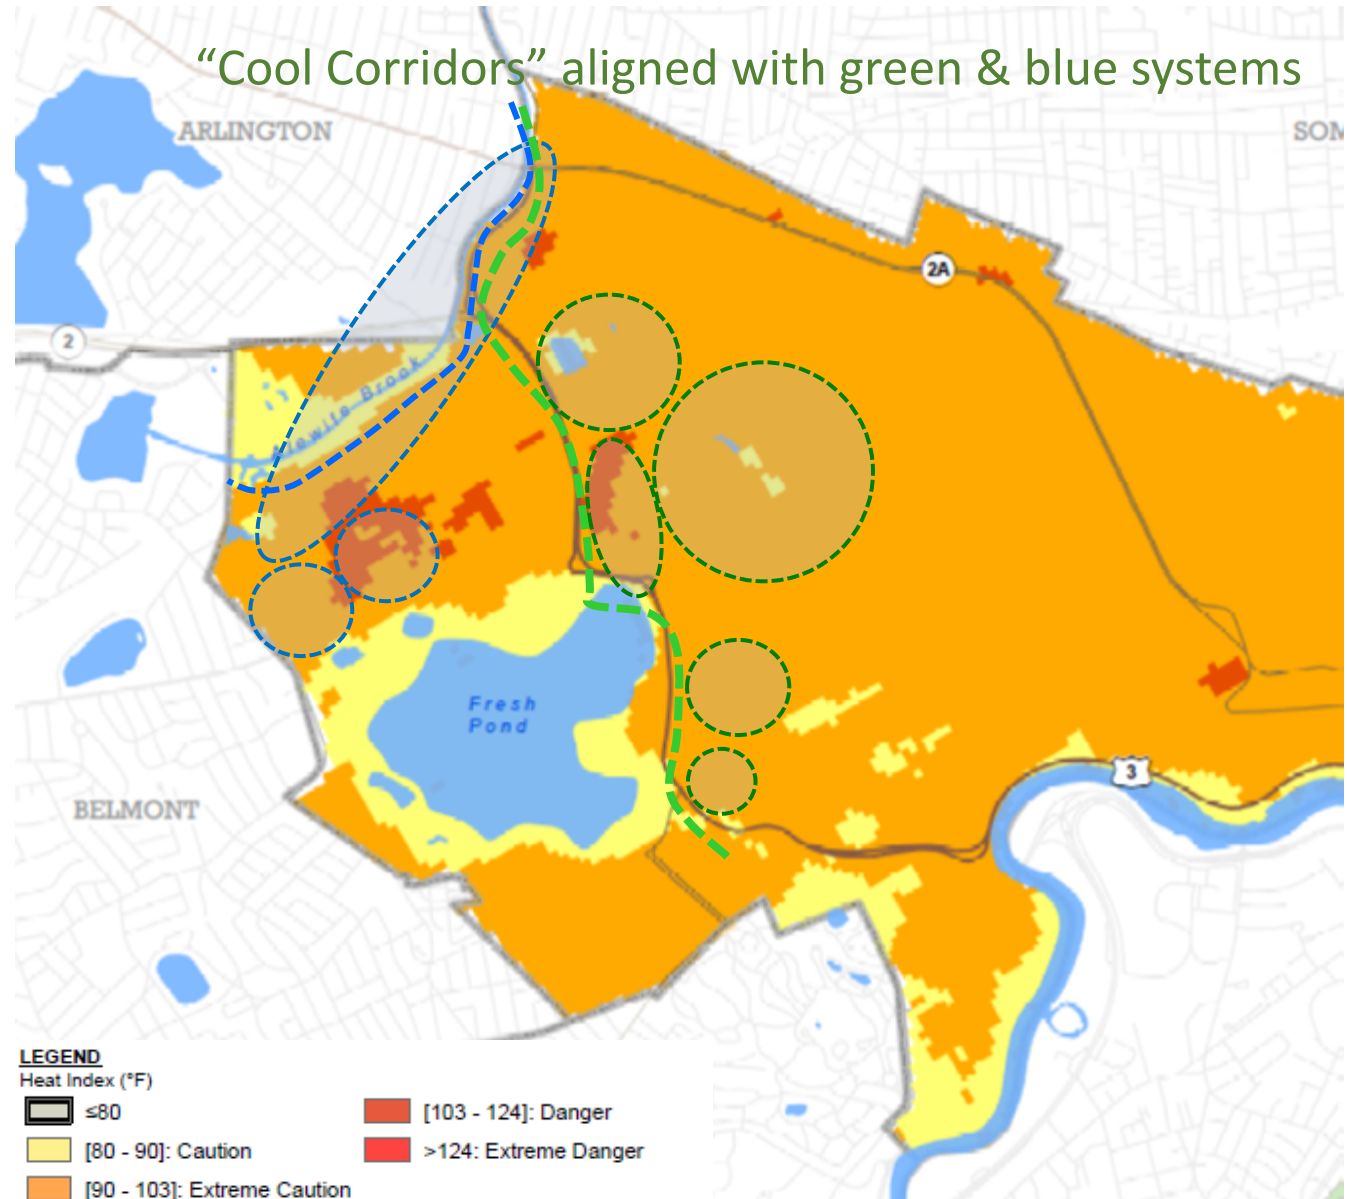 “Cool Corridors” aligned with green & blue systems
ARLINGTON
SOM
2A
2
Alewife Brook
Fresh
Pond
3
BELMONT
LEGEND
Heat Index (°F)
≤80
[80 - 90]: Caution
[90 - 103]: Extreme Caution
[103 - 124]: Danger
>124: Extreme Danger